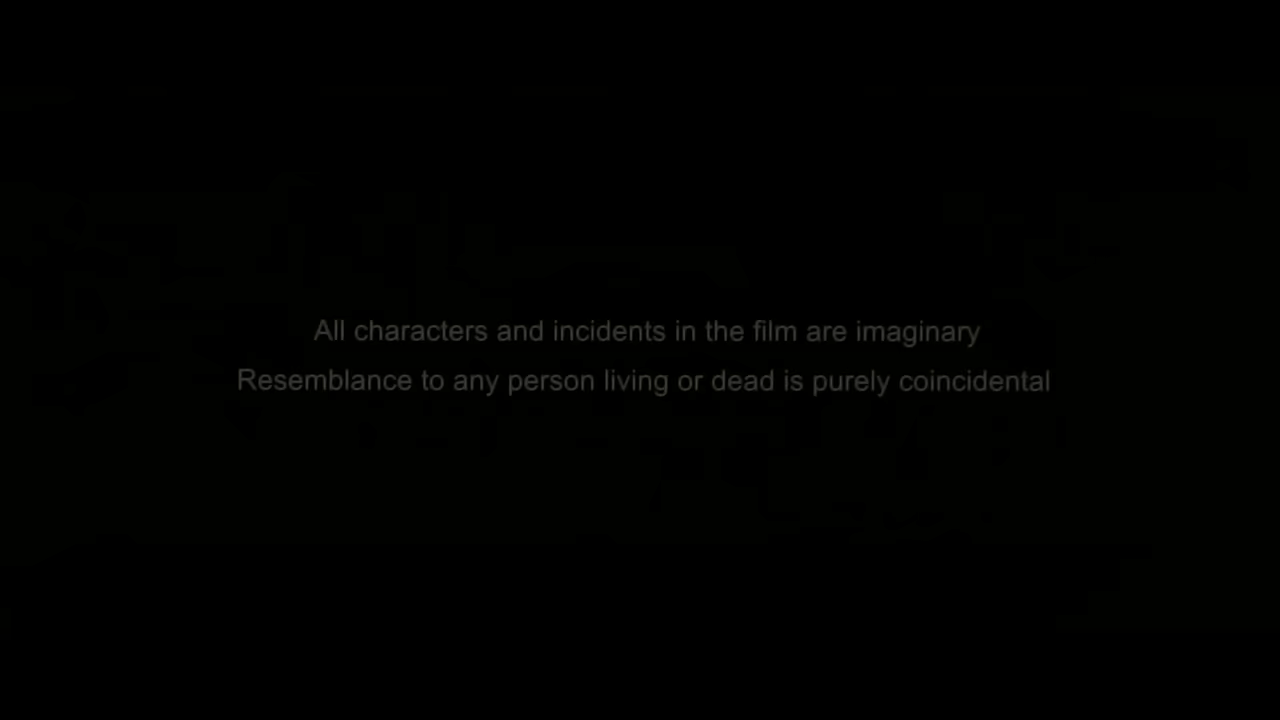 All characters and incidents in the film are imaginary
Resemblance to any person living or dead is purely coincidental